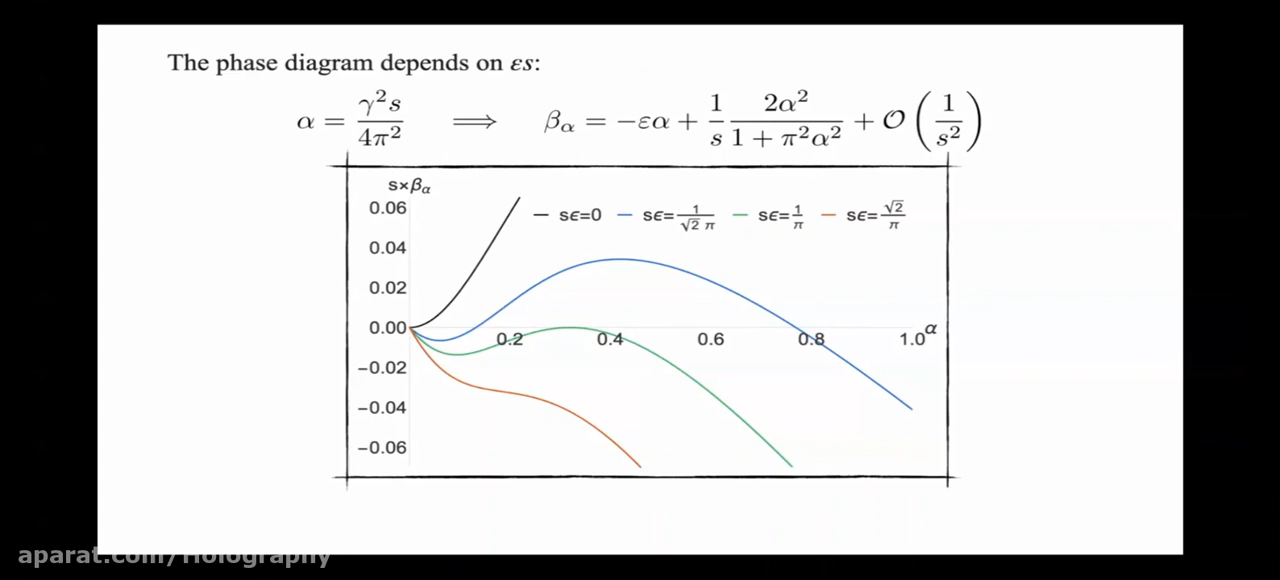 The phase diagram depends on εs:
α = γ²s / 4π² ⟹ βα = −εα + 1/s 2α² / 1 + π²α² + 𝒪(1/s²)
s×βα
— sϵ=0 — sϵ=1/√2 π — sϵ=1/π — sϵ=√2/π
0.06
0.04
0.02
0.00
−0.02
−0.04
−0.06
0.2 0.4 0.6 0.8 1.0 α
aparat.com/Holography